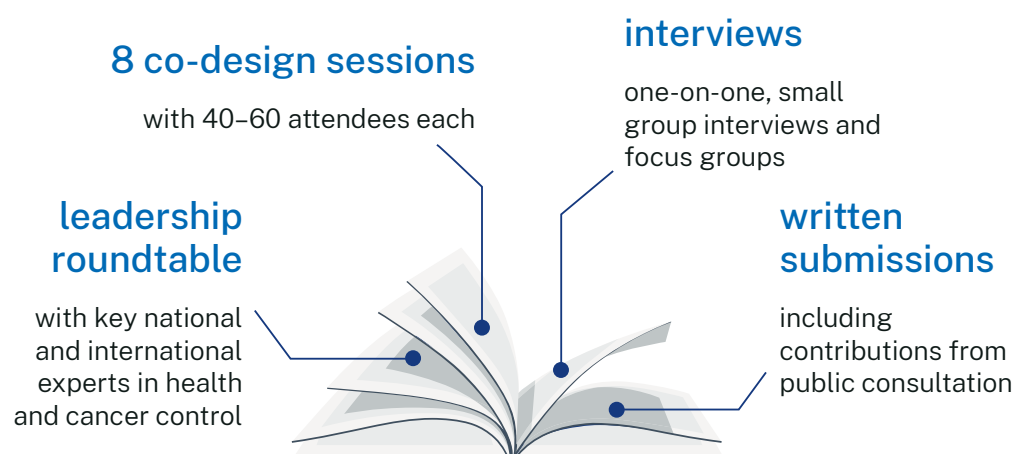 8 co-design sessions
with 40–60 attendees each
interviews
one-on-one, small
group interviews and
focus groups
leadership
roundtable
with key national
and international
experts in health
and cancer control
written
submissions
including
contributions from
public consultation